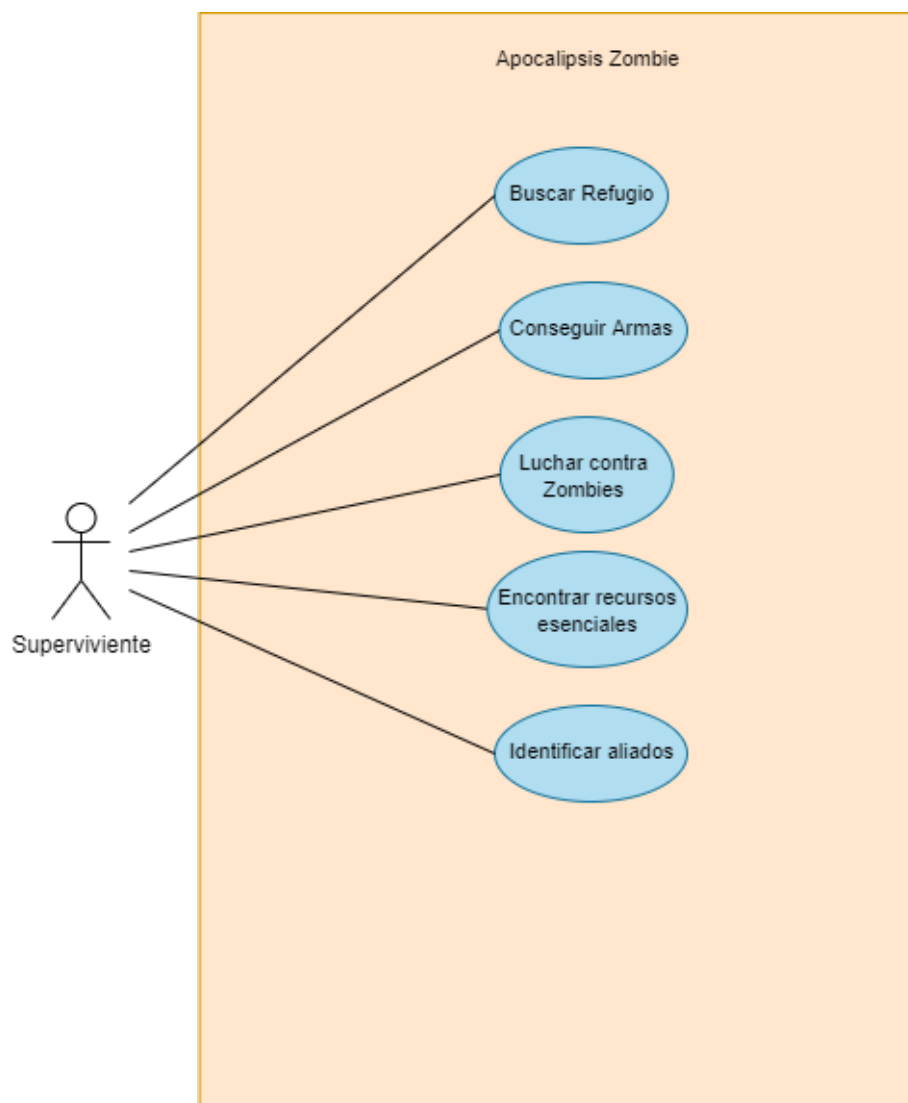 Apocalipsis Zombie
Buscar Refugio
Conseguir Armas
Luchar contra
Zombies
Encontrar recursos
esenciales
Superviviente
Identificar aliados